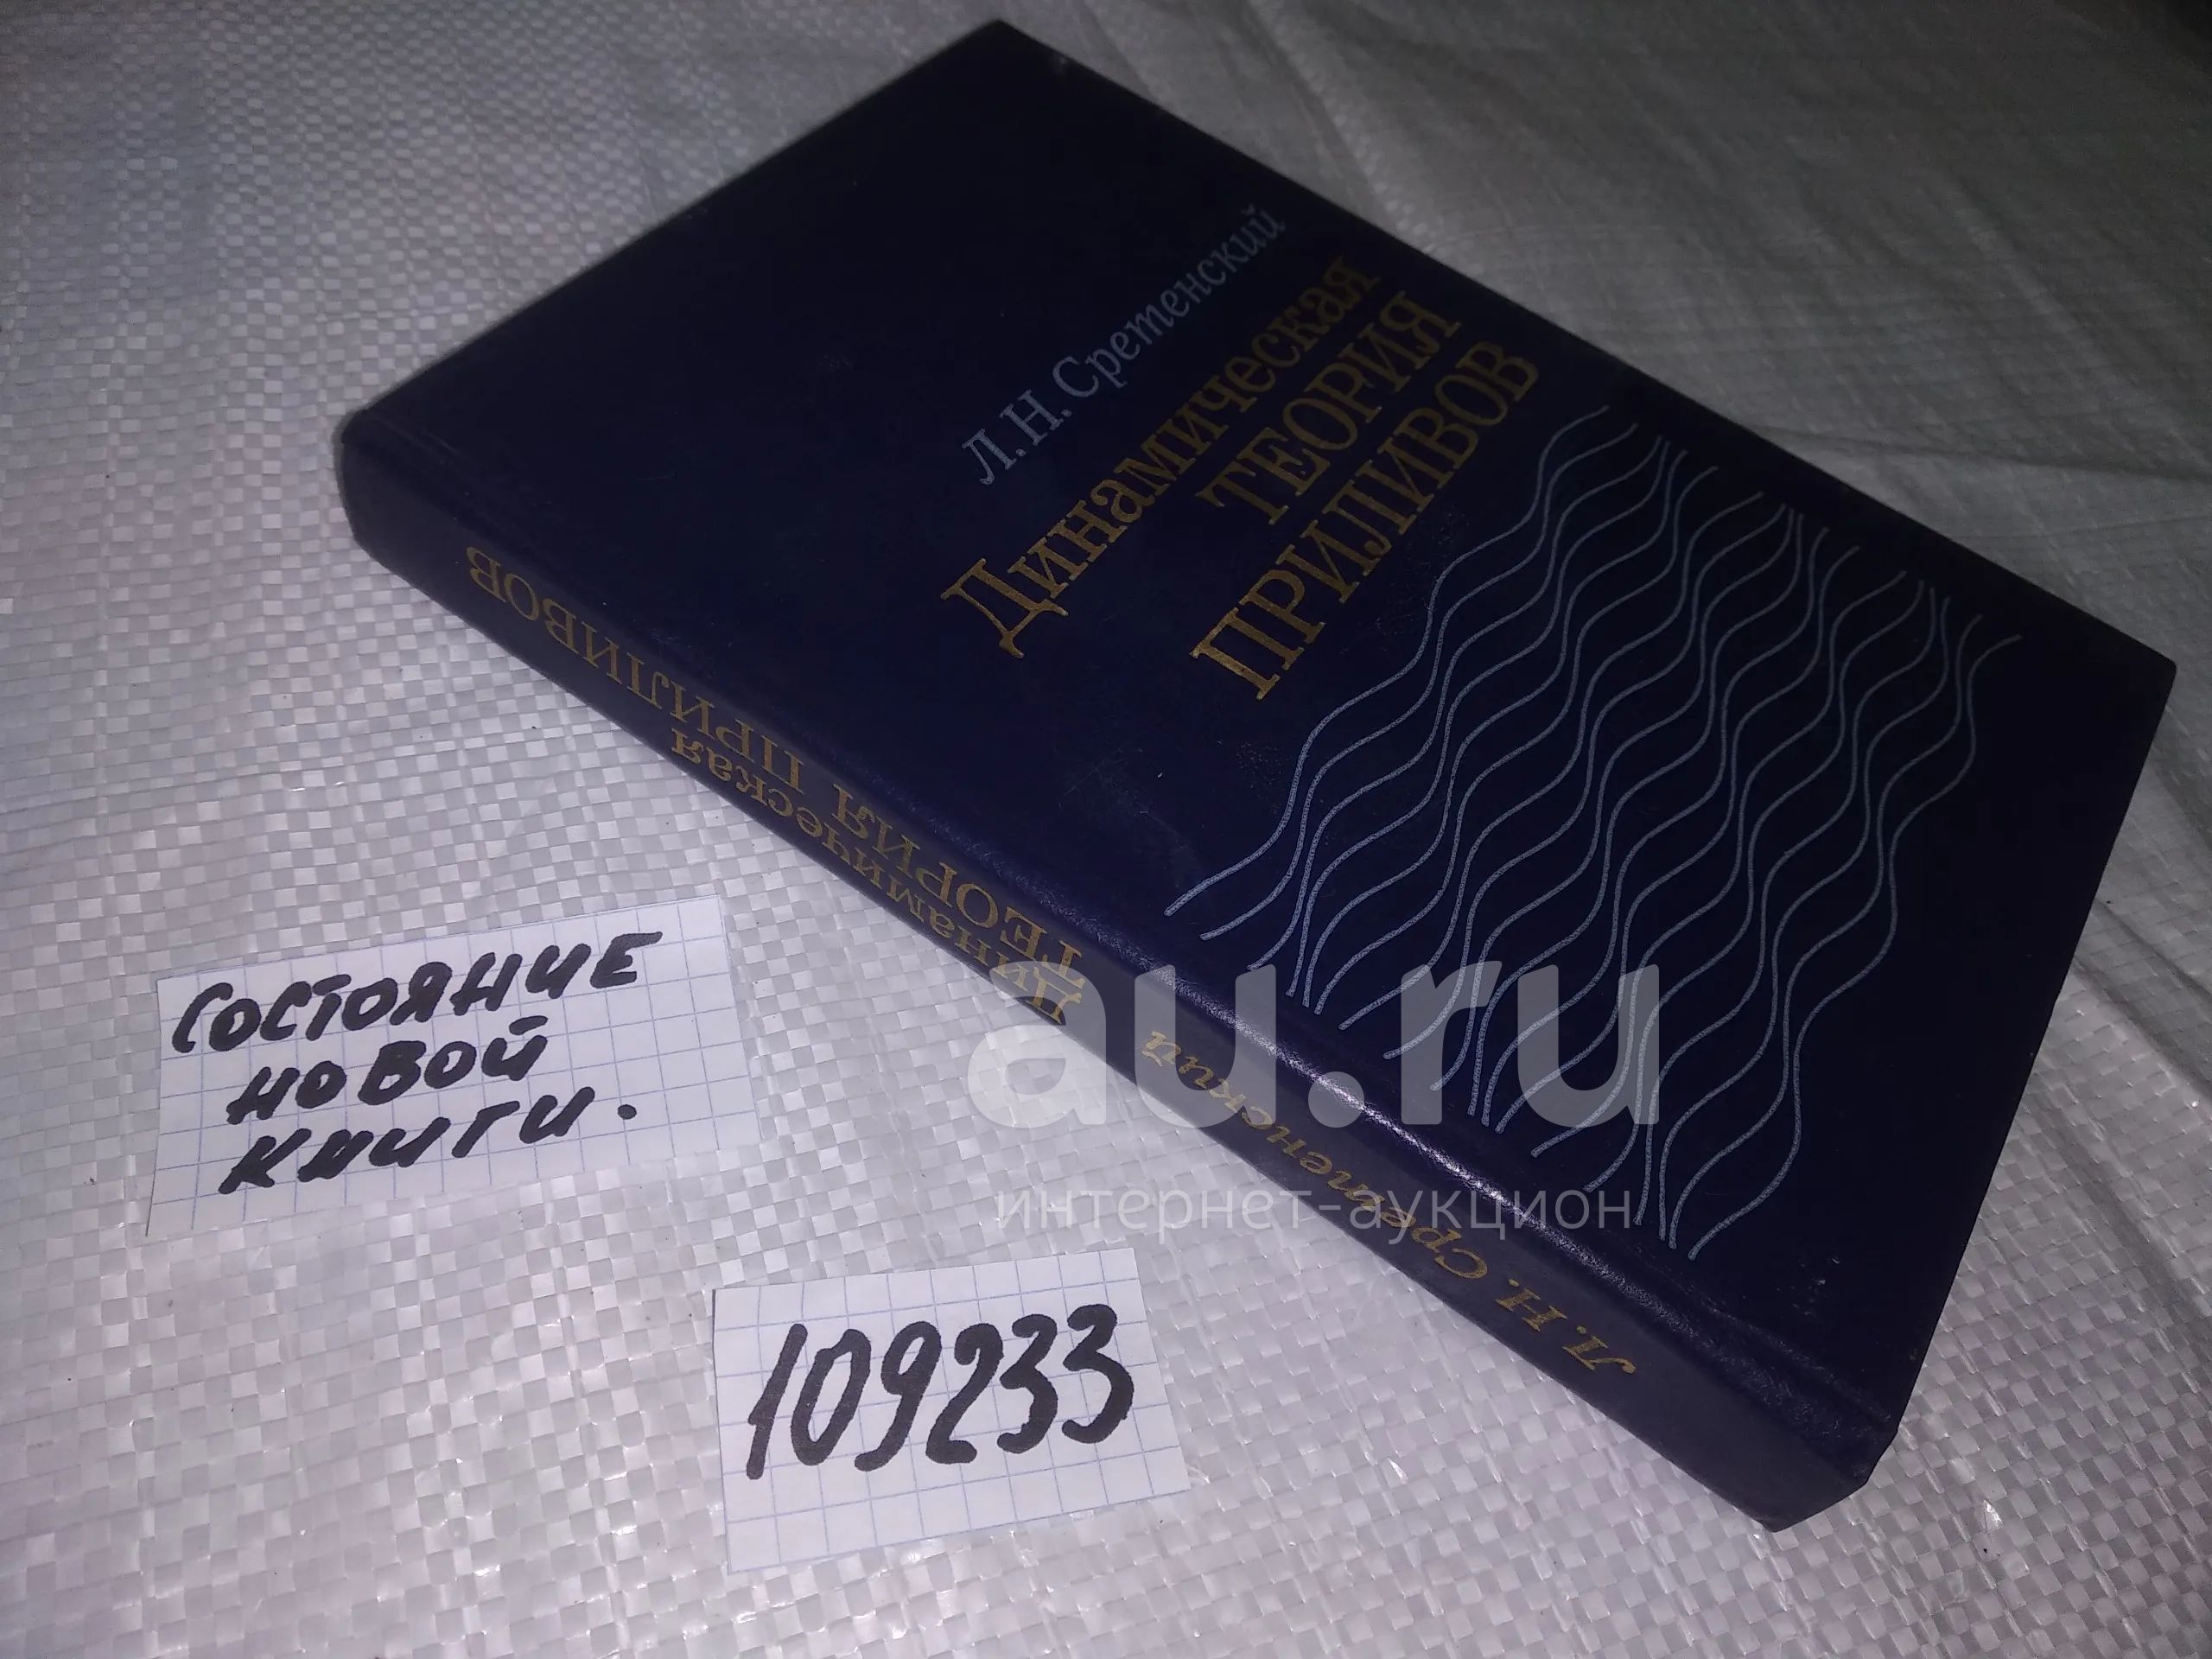 Л. Н. Сретенский
Динамическая
ТЕОРИЯ
ПРИЛИВОВ
Л. Н. Сретенский
Динамическая
ТЕОРИЯ ПРИЛИВОВ
au.ru
интернет-аукцион
СОСТОЯНИЕ
НОВОЙ
КНИГИ.
109233